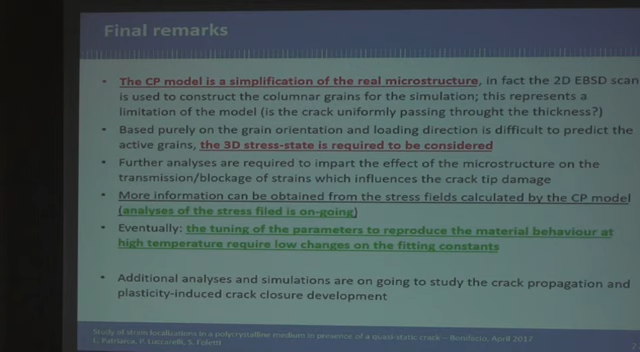 Final remarks
• The CP model is a simplification of the real microstructure, in fact the 2D EBSD scan
is used to construct the columnar grains for the simulation; this represents a
limitation of the model (is the crack uniformly passing throught the thickness?)
• Based purely on the grain orientation and loading direction is difficult to predict the
active grains, the 3D stress-state is required to be considered
• Further analyses are required to impart the effect of the microstructure on the
transmission/blockage of strains which influences the crack tip damage
• More information can be obtained from the stress fields calculated by the CP model
(analyses of the stress filed is on-going)
• Eventually: the tuning of the parameters to reproduce the material behaviour at
high temperature require low changes on the fitting constants
• Additional analyses and simulations are on going to study the crack propagation and
plasticity-induced crack closure development
Study of strain localizations in a polycrystalline medium in presence of a quasi-static crack – Bonifacio, April 2017
L. Patriarca, P. Luccarelli, S. Foletti